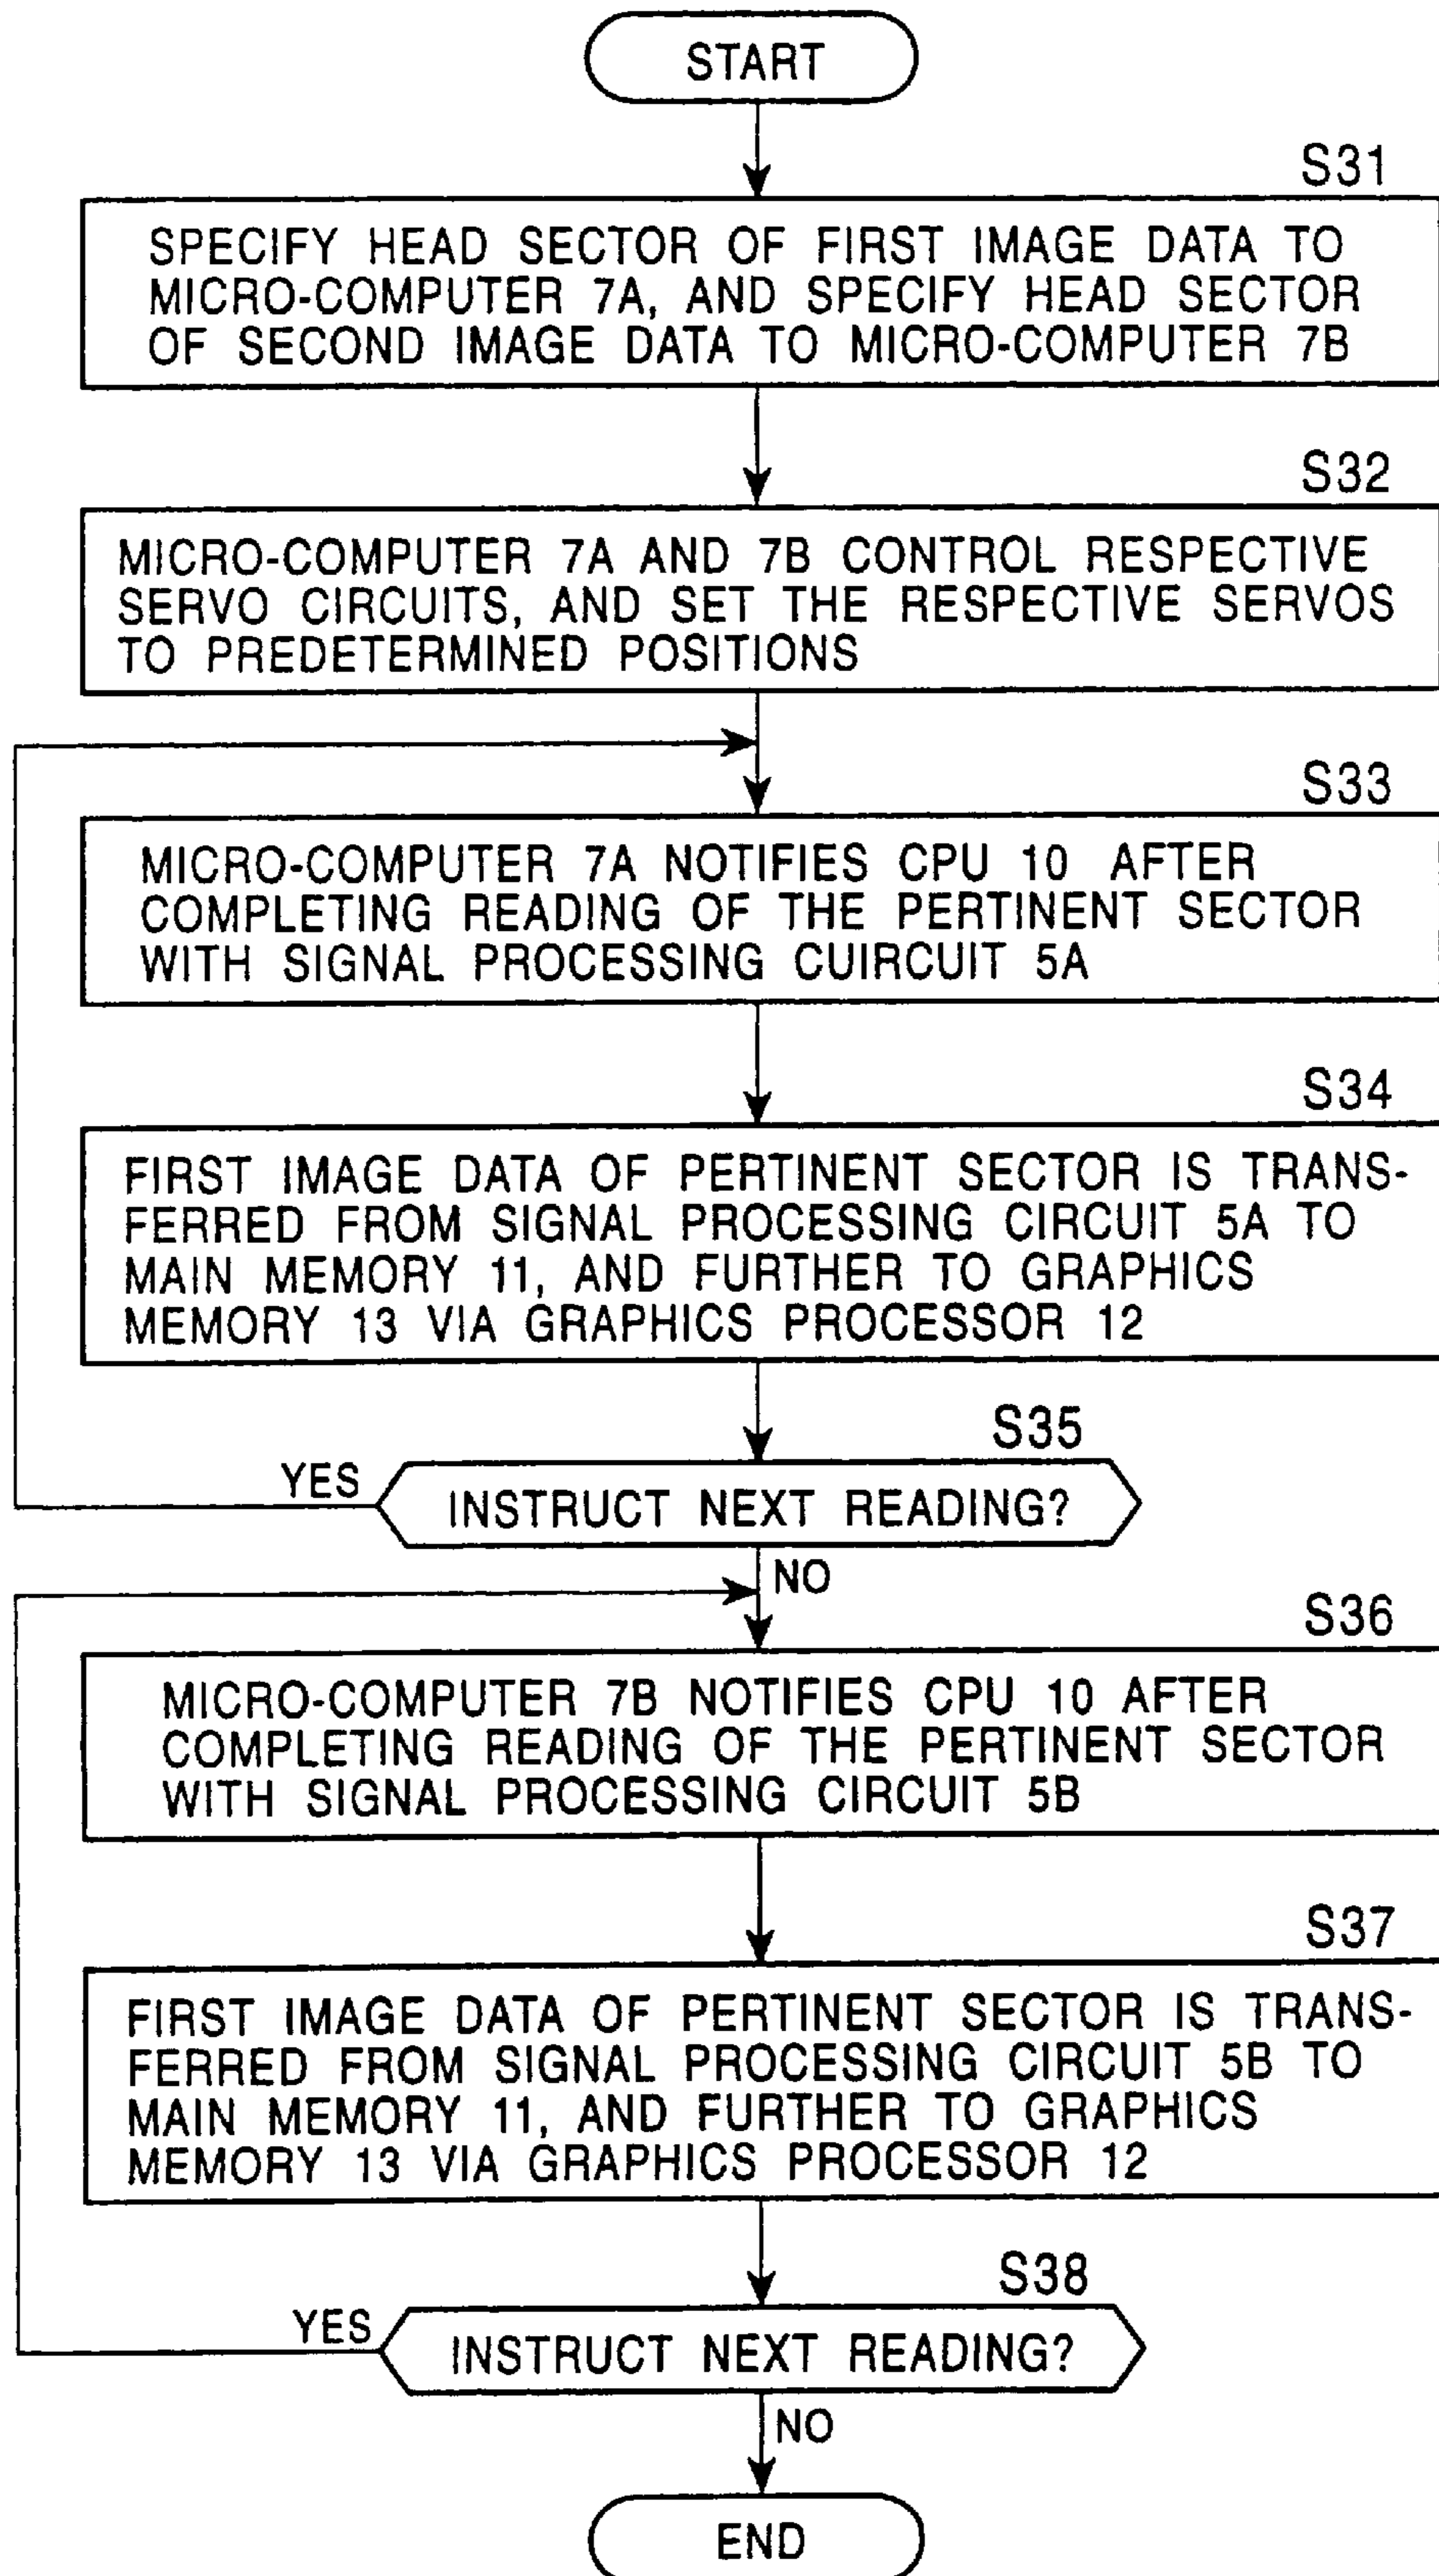 START
S31
SPECIFY HEAD SECTOR OF FIRST IMAGE DATA TO
MICRO-COMPUTER 7A, AND SPECIFY HEAD SECTOR
OF SECOND IMAGE DATA TO MICRO-COMPUTER 7B
S32
MICRO-COMPUTER 7A AND 7B CONTROL RESPECTIVE
SERVO CIRCUITS, AND SET THE RESPECTIVE SERVOS
TO PREDETERMINED POSITIONS
S33
MICRO-COMPUTER 7A NOTIFIES CPU 10 AFTER
COMPLETING READING OF THE PERTINENT SECTOR
WITH SIGNAL PROCESSING CUIRCUIT 5A
S34
FIRST IMAGE DATA OF PERTINENT SECTOR IS TRANS-
FERRED FROM SIGNAL PROCESSING CIRCUIT 5A TO
MAIN MEMORY 11, AND FURTHER TO GRAPHICS
MEMORY 13 VIA GRAPHICS PROCESSOR 12
S35
YES
INSTRUCT NEXT READING?
NO
S36
MICRO-COMPUTER 7B NOTIFIES CPU 10 AFTER
COMPLETING READING OF THE PERTINENT SECTOR
WITH SIGNAL PROCESSING CIRCUIT 5B
S37
FIRST IMAGE DATA OF PERTINENT SECTOR IS TRANS-
FERRED FROM SIGNAL PROCESSING CIRCUIT 5B TO
MAIN MEMORY 11, AND FURTHER TO GRAPHICS
MEMORY 13 VIA GRAPHICS PROCESSOR 12
S38
YES
INSTRUCT NEXT READING?
NO
END